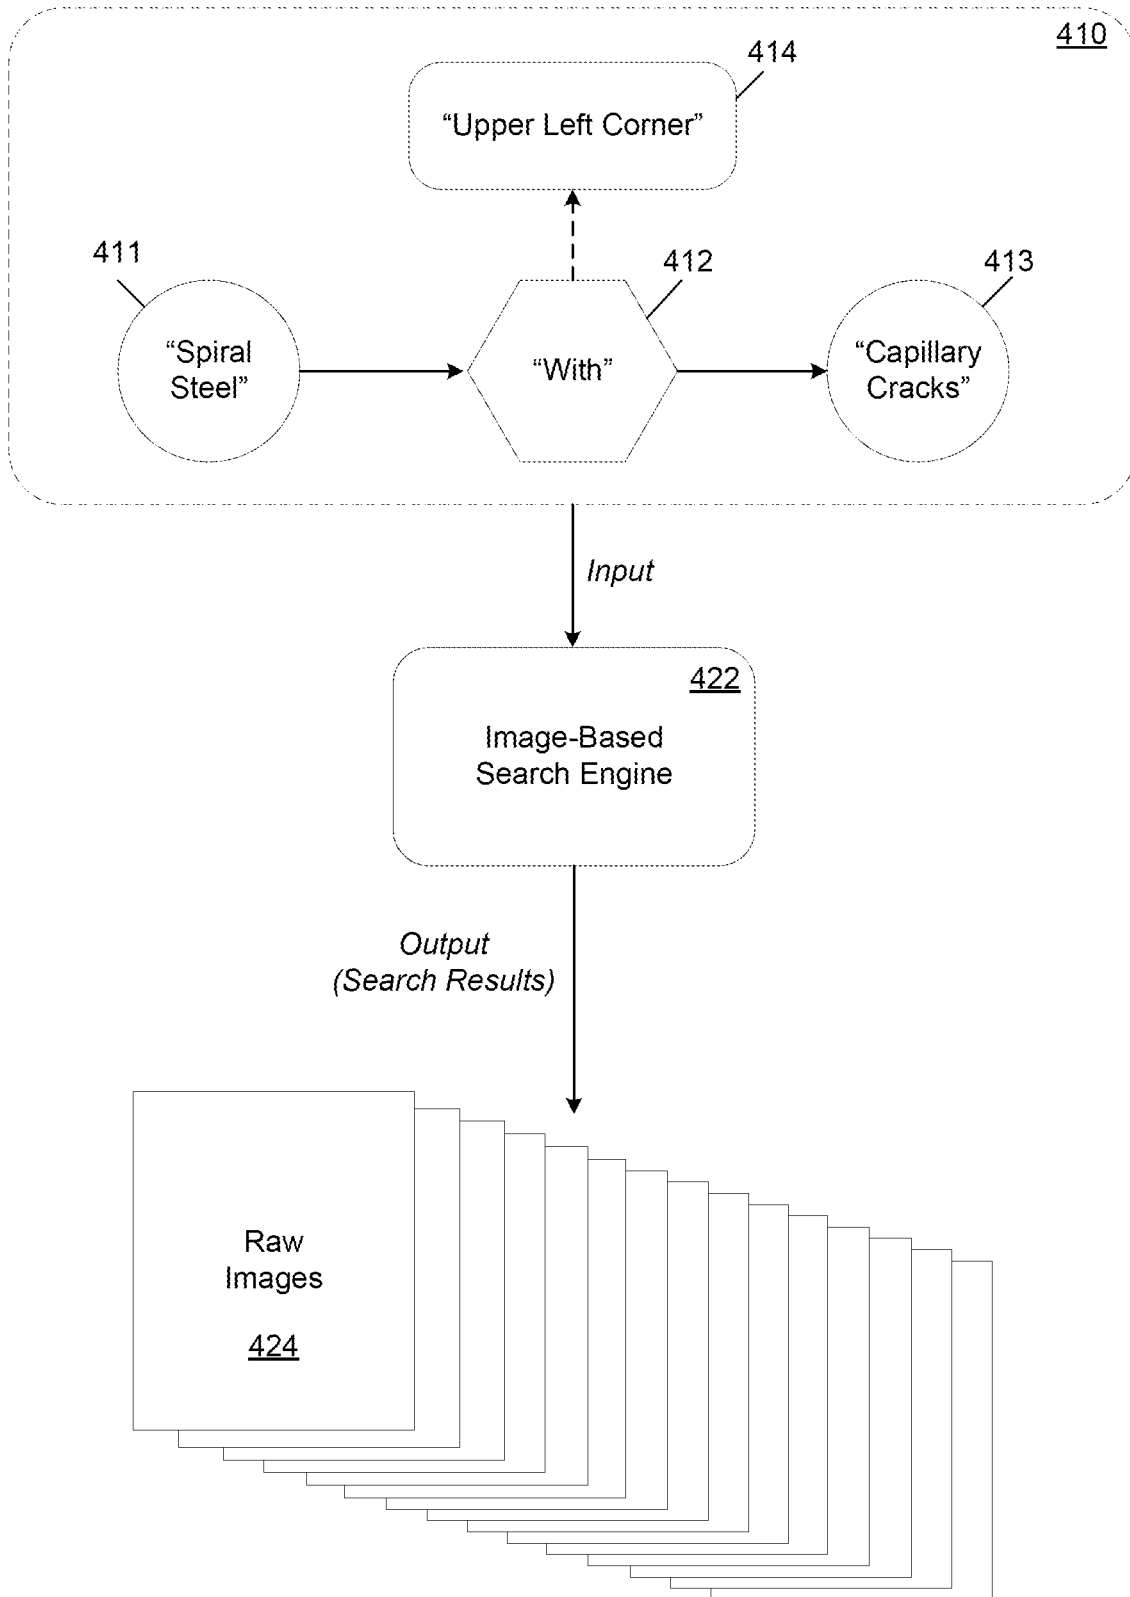 410
414
“Upper Left Corner”
411
412
413
“Spiral
Steel”
“With”
“Capillary
Cracks”
Input
422
Image-Based
Search Engine
Output
(Search Results)
Raw
Images
424